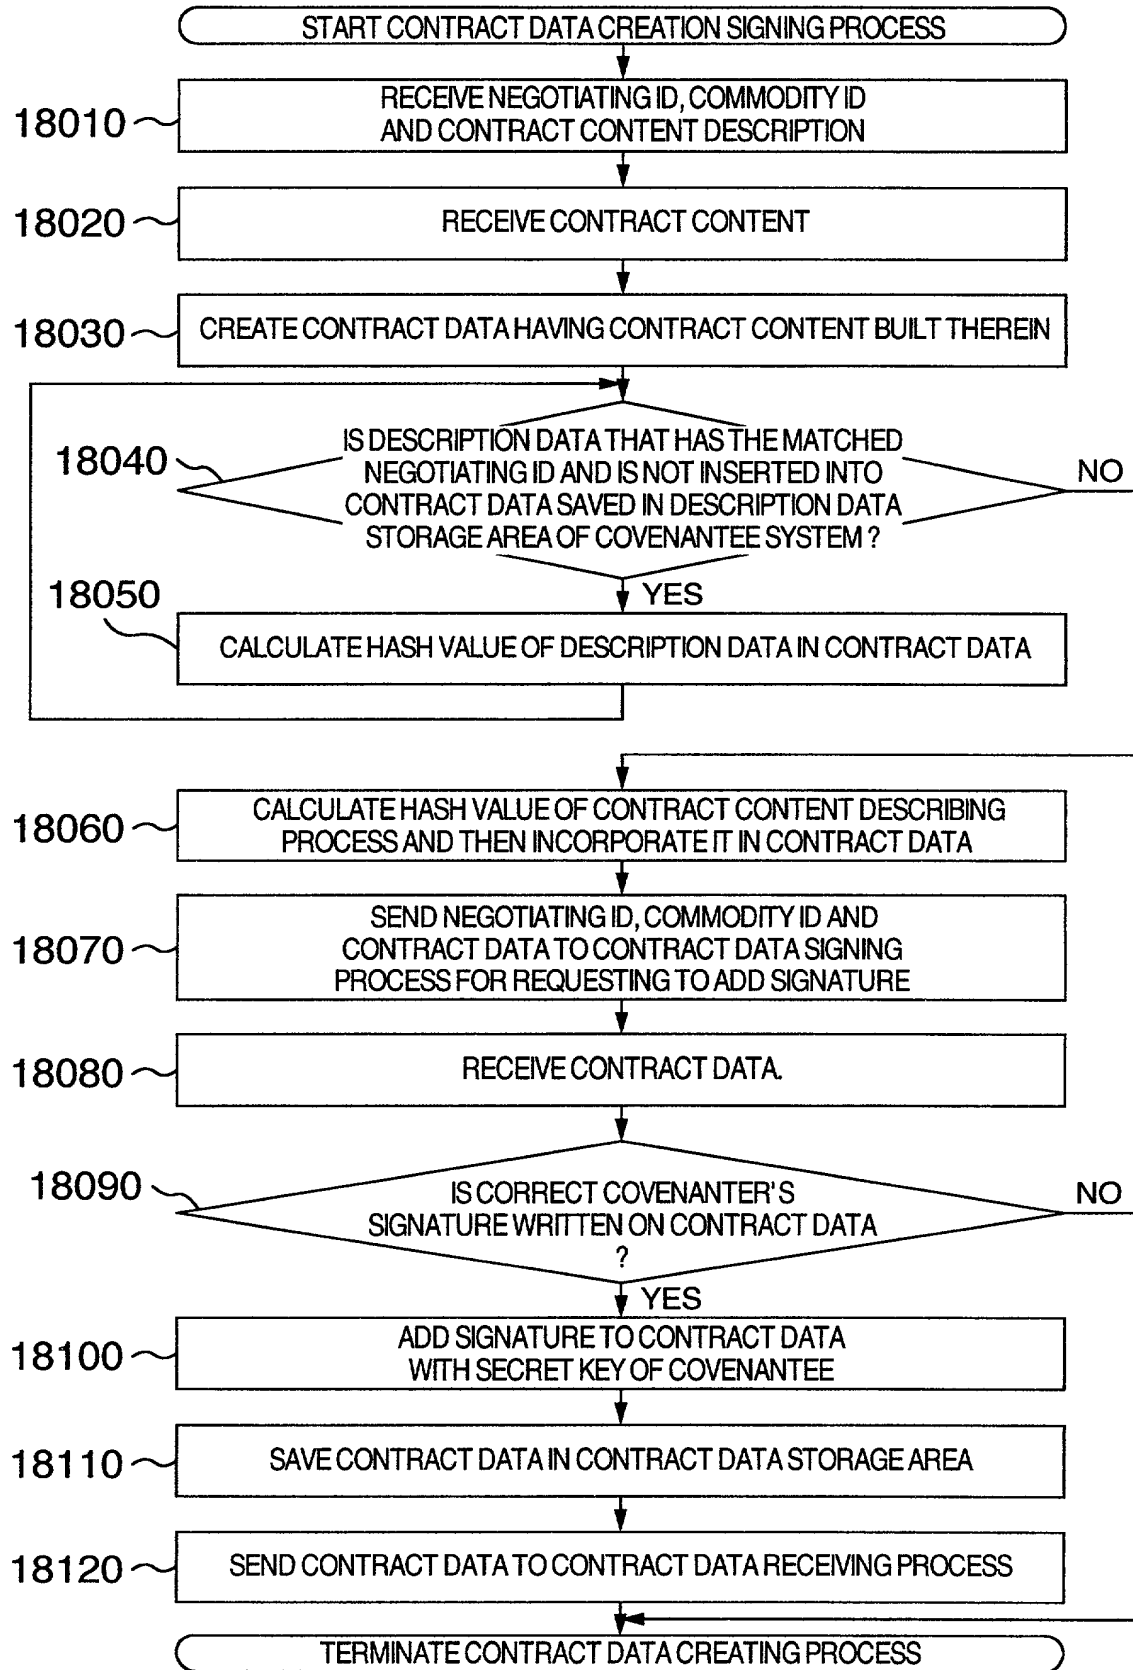 START CONTRACT DATA CREATION SIGNING PROCESS
18010
RECEIVE NEGOTIATING ID, COMMODITY ID
AND CONTRACT CONTENT DESCRIPTION
18020
RECEIVE CONTRACT CONTENT
18030
CREATE CONTRACT DATA HAVING CONTRACT CONTENT BUILT THEREIN
18040
IS DESCRIPTION DATA THAT HAS THE MATCHED
NEGOTIATING ID AND IS NOT INSERTED INTO
CONTRACT DATA SAVED IN DESCRIPTION DATA
STORAGE AREA OF COVENANTEE SYSTEM ?
NO
YES
18050
CALCULATE HASH VALUE OF DESCRIPTION DATA IN CONTRACT DATA
18060
CALCULATE HASH VALUE OF CONTRACT CONTENT DESCRIBING
PROCESS AND THEN INCORPORATE IT IN CONTRACT DATA
18070
SEND NEGOTIATING ID, COMMODITY ID AND
CONTRACT DATA TO CONTRACT DATA SIGNING
PROCESS FOR REQUESTING TO ADD SIGNATURE
18080
RECEIVE CONTRACT DATA.
18090
IS CORRECT COVENANTER'S
SIGNATURE WRITTEN ON CONTRACT DATA
?
NO
YES
18100
ADD SIGNATURE TO CONTRACT DATA
WITH SECRET KEY OF COVENANTEE
18110
SAVE CONTRACT DATA IN CONTRACT DATA STORAGE AREA
18120
SEND CONTRACT DATA TO CONTRACT DATA RECEIVING PROCESS
TERMINATE CONTRACT DATA CREATING PROCESS